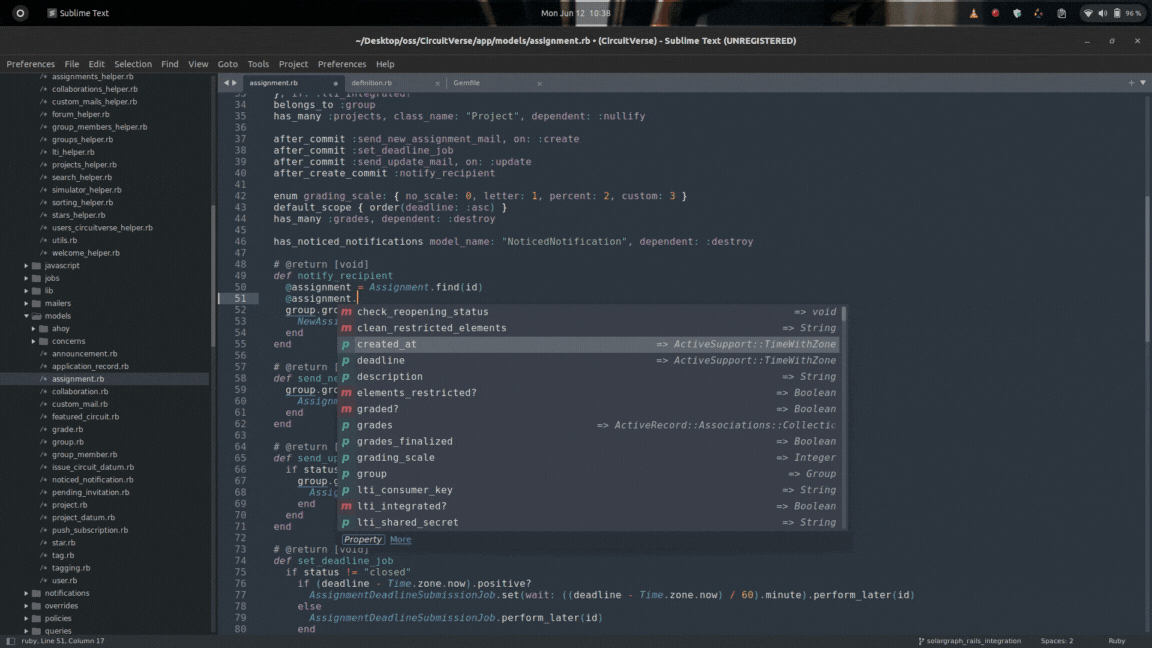 Sublime Text
Mon Jun 12 10:38
96 %
~/Desktop/oss/CircuitVerse/app/models/assignment.rb • (CircuitVerse) - Sublime Text (UNREGISTERED)
Preferences File Edit Selection Find View Goto Tools Project Preferences Help
/* assignments_helper.rb
/* collaborations_helper.rb
/* custom_mails_helper.rb
/* forum_helper.rb
/* group_members_helper.rb
/* groups_helper.rb
/* lti_helper.rb
/* projects_helper.rb
/* search_helper.rb
/* simulator_helper.rb
/* sorting_helper.rb
/* stars_helper.rb
/* users_circuitverse_helper.rb
/* utils.rb
/* welcome_helper.rb
javascript
jobs
lib
mailers
models
ahoy
concerns
/* announcement.rb
/* application_record.rb
/* assignment.rb
/* collaboration.rb
/* custom_mail.rb
/* featured_circuit.rb
/* grade.rb
/* group.rb
/* group_member.rb
/* issue_circuit_datum.rb
/* noticed_notification.rb
/* pending_invitation.rb
/* project.rb
/* project_datum.rb
/* push_subscription.rb
/* star.rb
/* tag.rb
/* tagging.rb
/* user.rb
notifications
overrides
policies
queries
assignment.rb definition.rb Gemfile
33 }, if: :lti_integrated?
34 belongs_to :group
35 has_many :projects, class_name: "Project", dependent: :nullify
36
37 after_commit :send_new_assignment_mail, on: :create
38 after_commit :set_deadline_job
39 after_commit :send_update_mail, on: :update
40 after_create_commit :notify_recipient
41
42 enum grading_scale: { no_scale: 0, letter: 1, percent: 2, custom: 3 }
43 default_scope { order(deadline: :asc) }
44 has_many :grades, dependent: :destroy
45
46 has_noticed_notifications model_name: "NoticedNotification", dependent: :destroy
47
48 # @return [void]
49 def notify_recipient
50 @assignment = Assignment.find(id)
51 @assignment.
52 group.gro
53 NewAss
54 end
55 end
56
57 # @return [
58 def send_ne
59 group.gro
60 Assignm
61 end
62 end
63
64 # @return [
65 def send_up
66 if status
67 group.g
68 Assig
69 end
70 end
71 end
72
73 # @return [void]
74 def set_deadline_job
75 if status != "closed"
76 if (deadline - Time.zone.now).positive?
77 AssignmentDeadlineSubmissionJob.set(wait: ((deadline - Time.zone.now) / 60).minute).perform_later(id)
78 else
79 AssignmentDeadlineSubmissionJob.perform_later(id)
80 end
m check_reopening_status => void
m clean_restricted_elements => String
p created_at => ActiveSupport::TimeWithZone
p deadline => ActiveSupport::TimeWithZone
p description => String
m elements_restricted? => Boolean
m graded? => Boolean
p grades => ActiveRecord::Associations::Collectic
p grades_finalized => Boolean
p grading_scale => Integer
p group => Group
p lti_consumer_key => String
m lti_integrated? => Boolean
p lti_shared_secret => String
Property More
ruby, Line 51, Column 17
solargraph_rails_integration Spaces: 2 Ruby